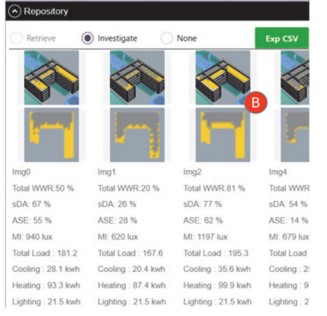 Repository
Retrieve Investigate None Exp CSV
B
Img0 Img1 Img2 Img4
Total WWR:50 % Total WWR:20 % Total WWR:81 % Total WWR
sDA: 67 % sDA: 26 % sDA: 77 % sDA: 54 %
ASE: 55 % ASE: 28 % ASE: 62 % ASE: 14 %
MI: 940 lux MI: 620 lux MI: 1197 lux MI: 679 lux
Total Load : 181.2 Total Load : 167.6 Total Load : 195.3 Total Load
Cooling : 28.1 kwh Cooling : 20.4 kwh Cooling : 35.6 kwh Cooling : 2
Heating : 93.3 kwh Heating : 87.4 kwh Heating : 99.9 kwh Heating : 9
Lighting : 21.5 kwh Lighting : 21.5 kwh Lighting : 21.5 kwh Lighting : 2